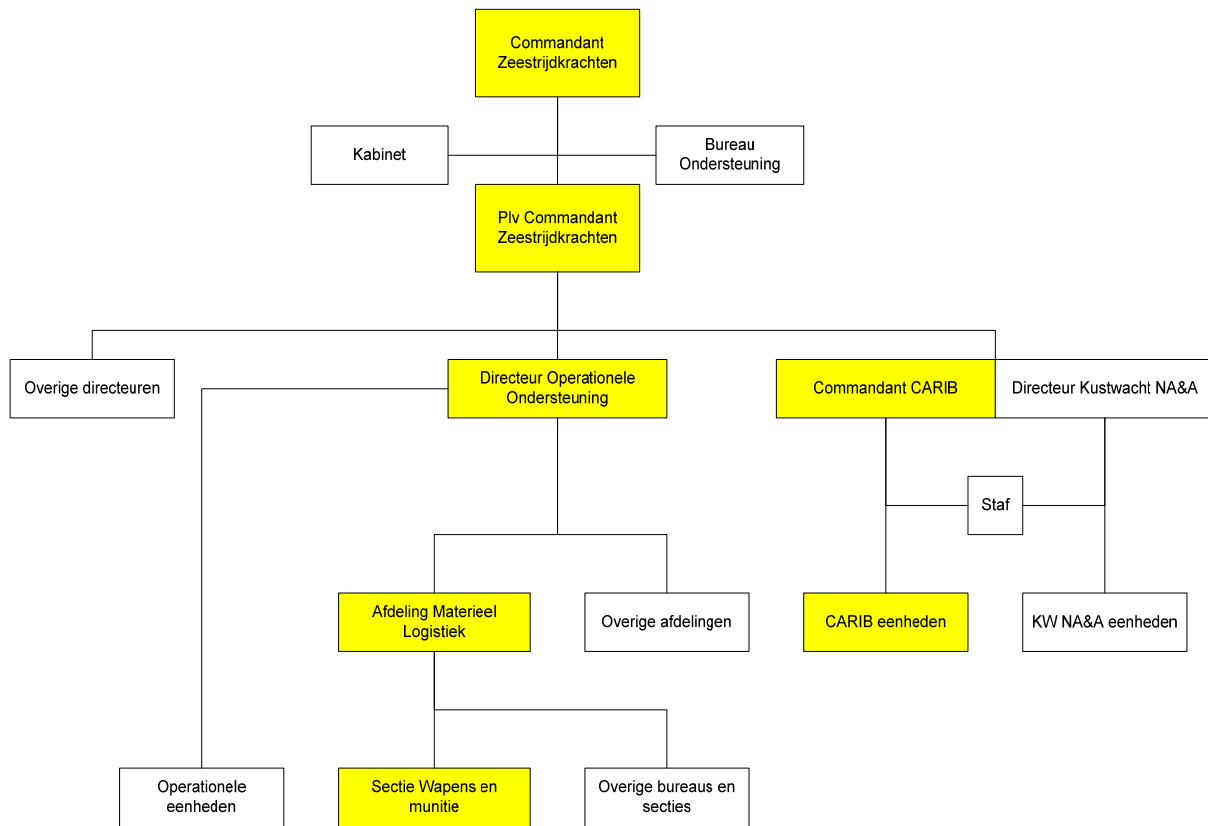 Commandant
Zeestrijdkrachten
Kabinet
Bureau
Ondersteuning
Plv Commandant
Zeestrijdkrachten
Overige directeuren
Directeur Operationele
Ondersteuning
Commandant CARIB
Directeur Kustwacht NA&A
Staf
Afdeling Materieel
Logistiek
Overige afdelingen
CARIB eenheden
KW NA&A eenheden
Operationele
eenheden
Sectie Wapens en
munitie
Overige bureaus en
secties